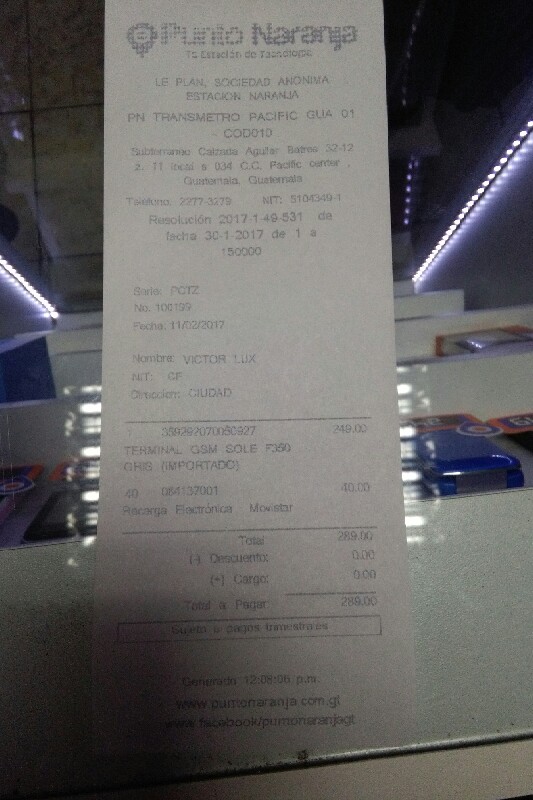 Punto Naranja
Tu Estación de Tecnología
LE PLAN, SOCIEDAD ANONIMA
ESTACION NARANJA
PN TRANSMETRO PACIFIC GUA 01
- COD010
Subterraneo Calzada Aguilar Batres 32-12
z. 11 local s 034 C.C. Pacific center ,
Guatemala, Guatemala
Teléfono: 2277-3279 NIT: 5104349-1
Resolución 2017-1-49-531 de
fecha 30-1-2017 de 1 a
150000
Serie: PCTZ
No. 100199
Fecha: 11/02/2017
Nombre: VICTOR LUX
NIT: CF
Direccion: CIUDAD
1 249.00
TERMINAL GSM SOLE F350
GRIS (IMPORTADO)
40 084137001 40.00
Recarga Electrónica Movistar
Total 289.00
(-) Descuento: 0.00
(+) Cargo: 0.00
Total a Pagar: 289.00
Sujeto a pagos trimestrales
Generado 12:08:06 p.m.
www.puntonaranja.com.gt
www.facebook/puntonaranjagt